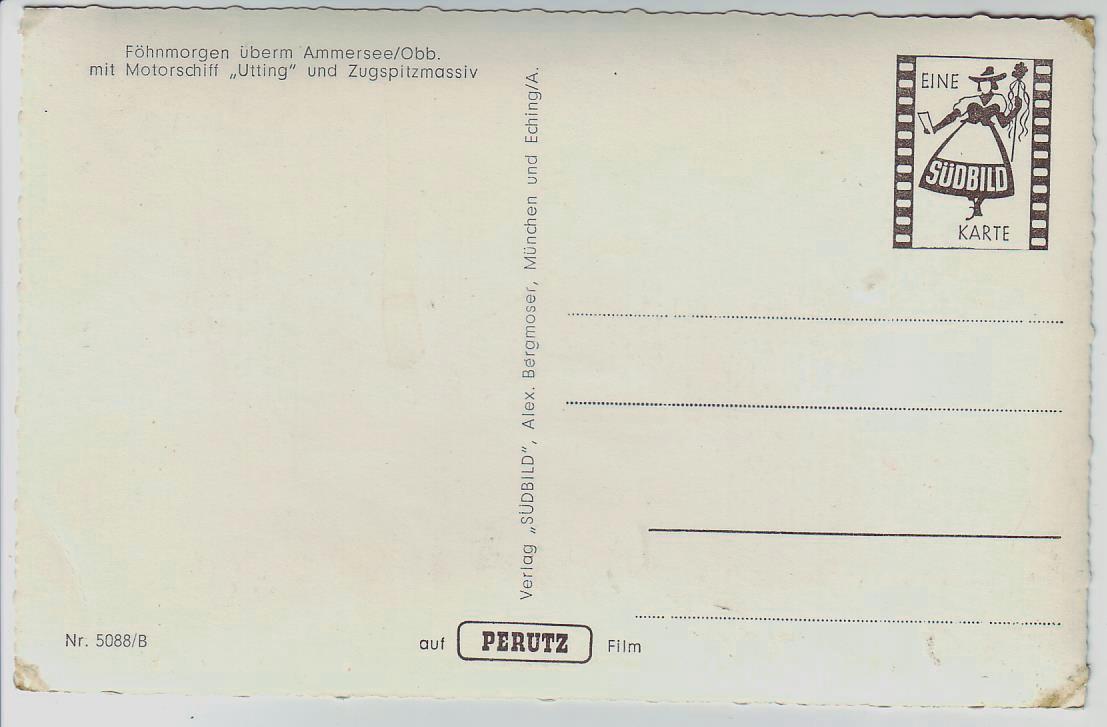 Föhnmorgen überm Ammersee/Obb.
mit Motorschiff „Utting” und Zugspitzmassiv
Verlag „SÜDBILD”, Alex. Bergmoser, München und Eching/A.
EINE
SÜDBILD
KARTE
Nr. 5088/B
auf PERUTZ Film